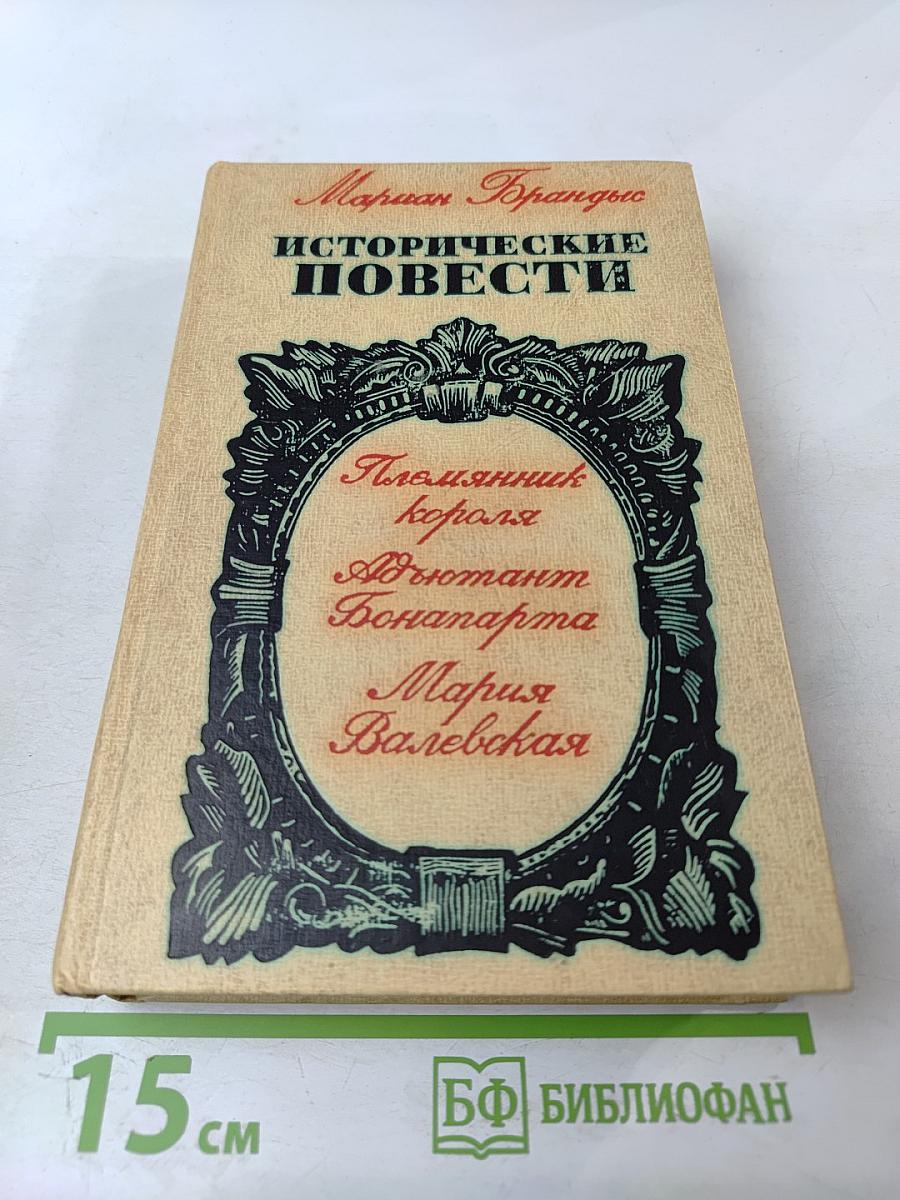 Мариан Брандыс
ИСТОРИЧЕСКИЕ
ПОВЕСТИ
Племянник
короля
Адъютант
Бонапарта
Мария
Валевская
15 см
БФ БИБЛИОФАН